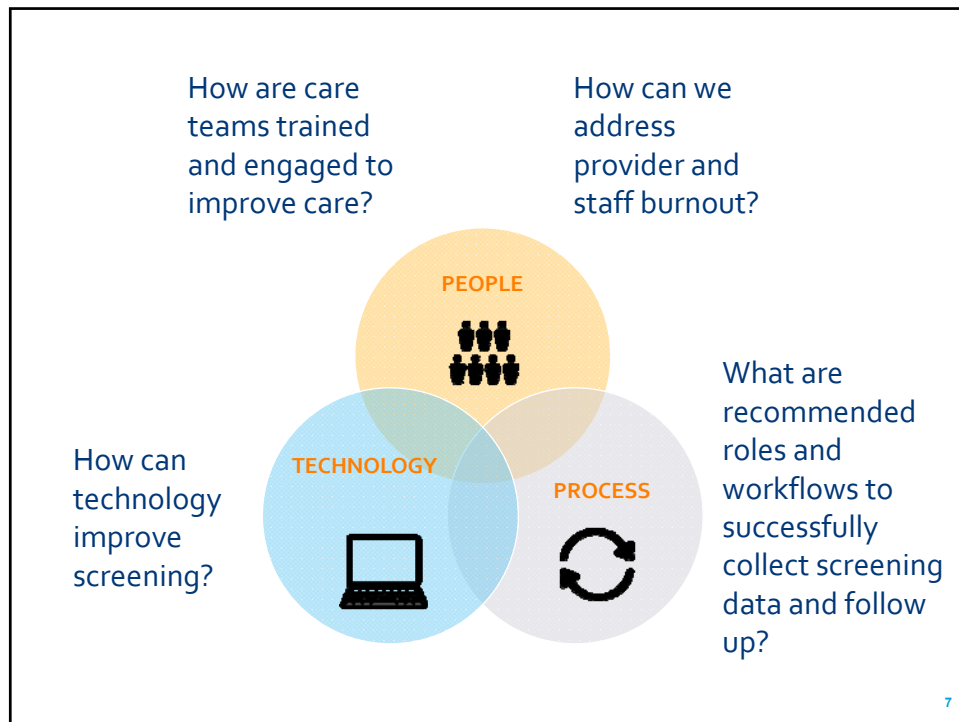 How are care
teams trained
and engaged to
improve care?
How can we
address
provider and
staff burnout?
PEOPLE
How can
technology
improve
screening?
TECHNOLOGY
PROCESS
What are
recommended
roles and
workflows to
successfully
collect screening
data and follow
up?
7